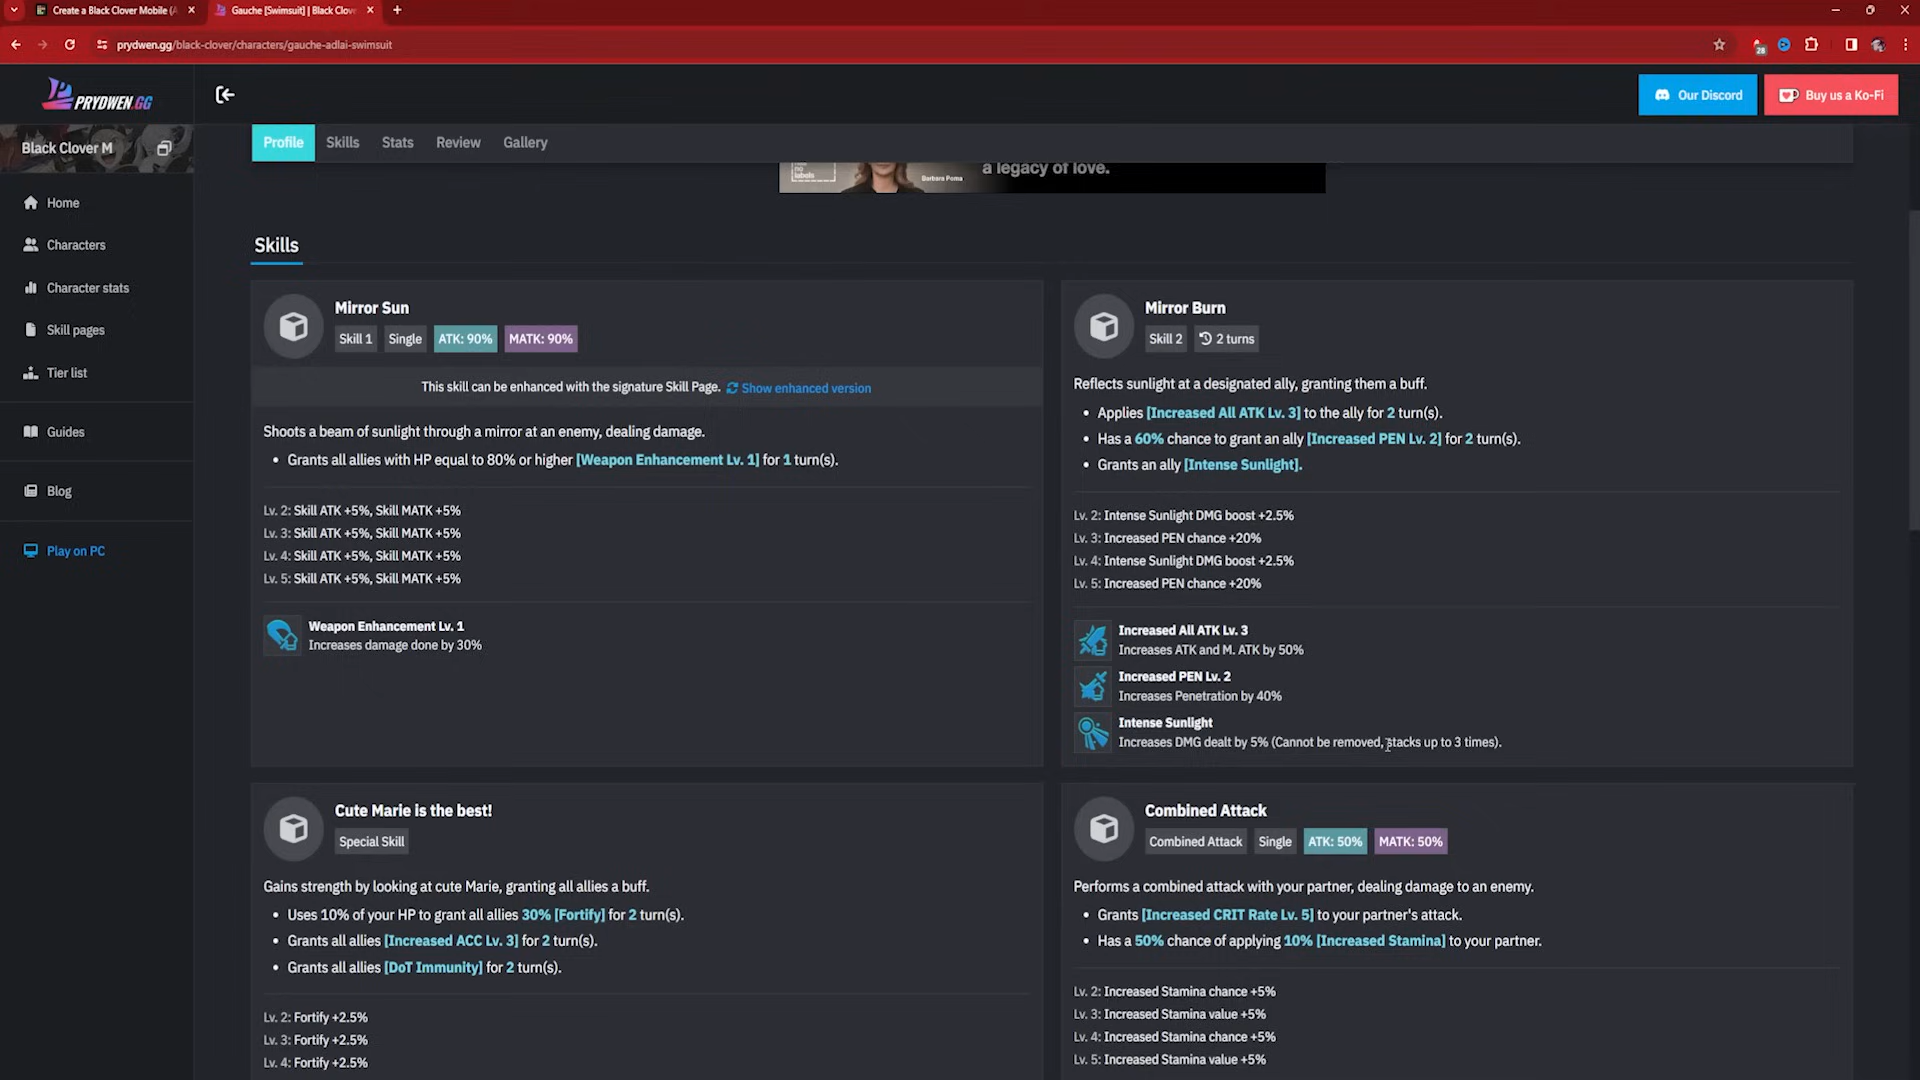 Create a Black Clover Mobile (A
Gauche [Swimsuit] | Black Clov
prydwen.gg/black-clover/characters/gauche-adlai-swimsuit
28
PRYDWEN.GG
Our Discord
Buy us a Ko-Fi
Black Clover M
Profile
Skills
Stats
Review
Gallery
no
labels
Barbara Poma
a legacy of love.
Home
Characters
Character stats
Skill pages
Tier list
Guides
Blog
Play on PC
Skills
Mirror Sun
Skill 1
Single
ATK: 90%
MATK: 90%
This skill can be enhanced with the signature Skill Page. Show enhanced version
Shoots a beam of sunlight through a mirror at an enemy, dealing damage.
• Grants all allies with HP equal to 80% or higher [Weapon Enhancement Lv. 1] for 1 turn(s).
Lv. 2: Skill ATK +5%, Skill MATK +5%
Lv. 3: Skill ATK +5%, Skill MATK +5%
Lv. 4: Skill ATK +5%, Skill MATK +5%
Lv. 5: Skill ATK +5%, Skill MATK +5%
Weapon Enhancement Lv. 1
Increases damage done by 30%
Mirror Burn
Skill 2
2 turns
Reflects sunlight at a designated ally, granting them a buff.
• Applies [Increased All ATK Lv. 3] to the ally for 2 turn(s).
• Has a 60% chance to grant an ally [Increased PEN Lv. 2] for 2 turn(s).
• Grants an ally [Intense Sunlight].
Lv. 2: Intense Sunlight DMG boost +2.5%
Lv. 3: Increased PEN chance +20%
Lv. 4: Intense Sunlight DMG boost +2.5%
Lv. 5: Increased PEN chance +20%
Increased All ATK Lv. 3
Increases ATK and M. ATK by 50%
Increased PEN Lv. 2
Increases Penetration by 40%
Intense Sunlight
Increases DMG dealt by 5% (Cannot be removed, stacks up to 3 times).
Cute Marie is the best!
Special Skill
Gains strength by looking at cute Marie, granting all allies a buff.
• Uses 10% of your HP to grant all allies 30% [Fortify] for 2 turn(s).
• Grants all allies [Increased ACC Lv. 3] for 2 turn(s).
• Grants all allies [DoT Immunity] for 2 turn(s).
Lv. 2: Fortify +2.5%
Lv. 3: Fortify +2.5%
Lv. 4: Fortify +2.5%
Combined Attack
Combined Attack
Single
ATK: 50%
MATK: 50%
Performs a combined attack with your partner, dealing damage to an enemy.
• Grants [Increased CRIT Rate Lv. 5] to your partner's attack.
• Has a 50% chance of applying 10% [Increased Stamina] to your partner.
Lv. 2: Increased Stamina chance +5%
Lv. 3: Increased Stamina value +5%
Lv. 4: Increased Stamina chance +5%
Lv. 5: Increased Stamina value +5%